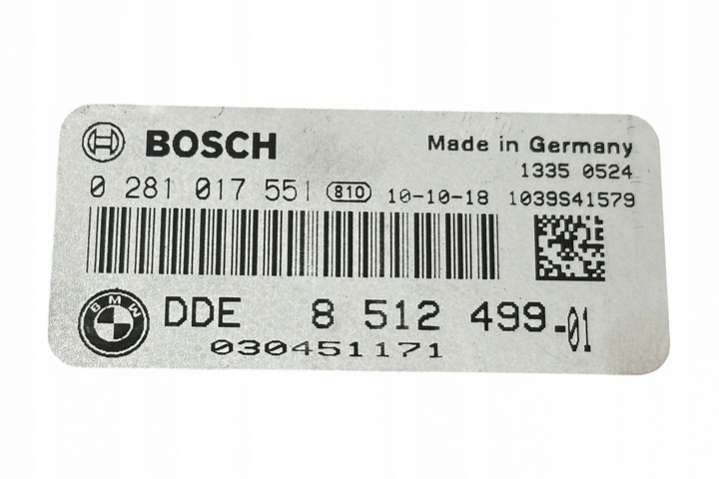 BOSCH Made in Germany
1335 0524
0 281 017 551 810 10-10-18 1039S41579
BMW DDE 8 512 499-01
030451171